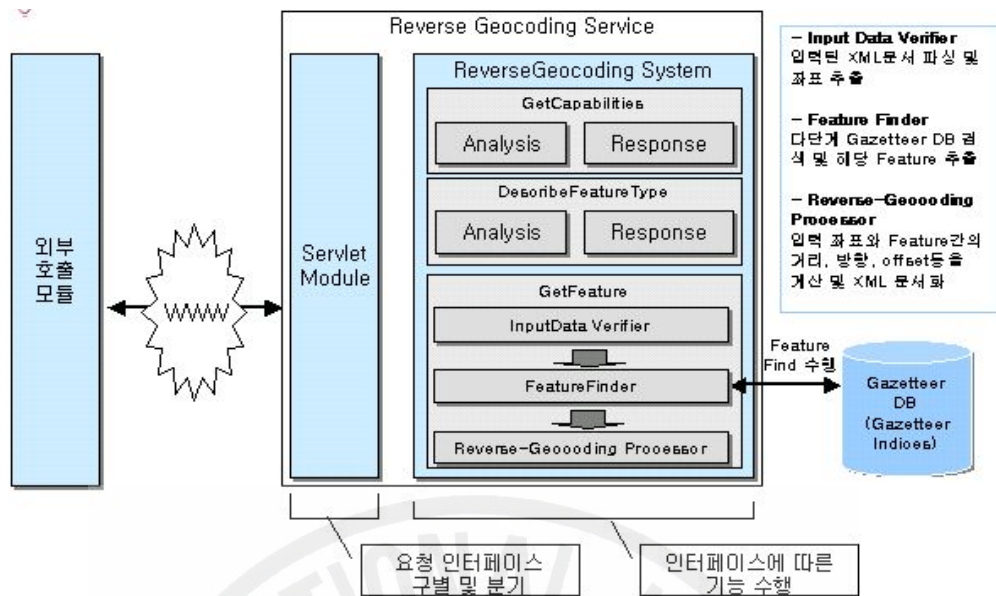 Reverse Geocoding Service
외부
호출
모듈
WWWW
Servlet
Module
ReverseGeocoding System
GetCapabilities
Analysis
Response
DescribeFeatureType
Analysis
Response
GetFeature
InputData Verifier
FeatureFinder
Reverse-Geocoding Processor
- Input Data Verifier
입력된 XML문서 파싱 및
좌표 추출
- Feature Finder
다단계 Gazetteer DB 검
색 및 해당 Feature 추출
- Reverse-Geocoding
Processor
입력 좌표와 Feature간의
거리, 방향, offset등을
계산 및 XML 문서화
Feature
Find 수행
Gazetteer
DB
(Gazetteer
Indices)
요청 인터페이스
구별 및 분기
인터페이스에 따른
기능 수행